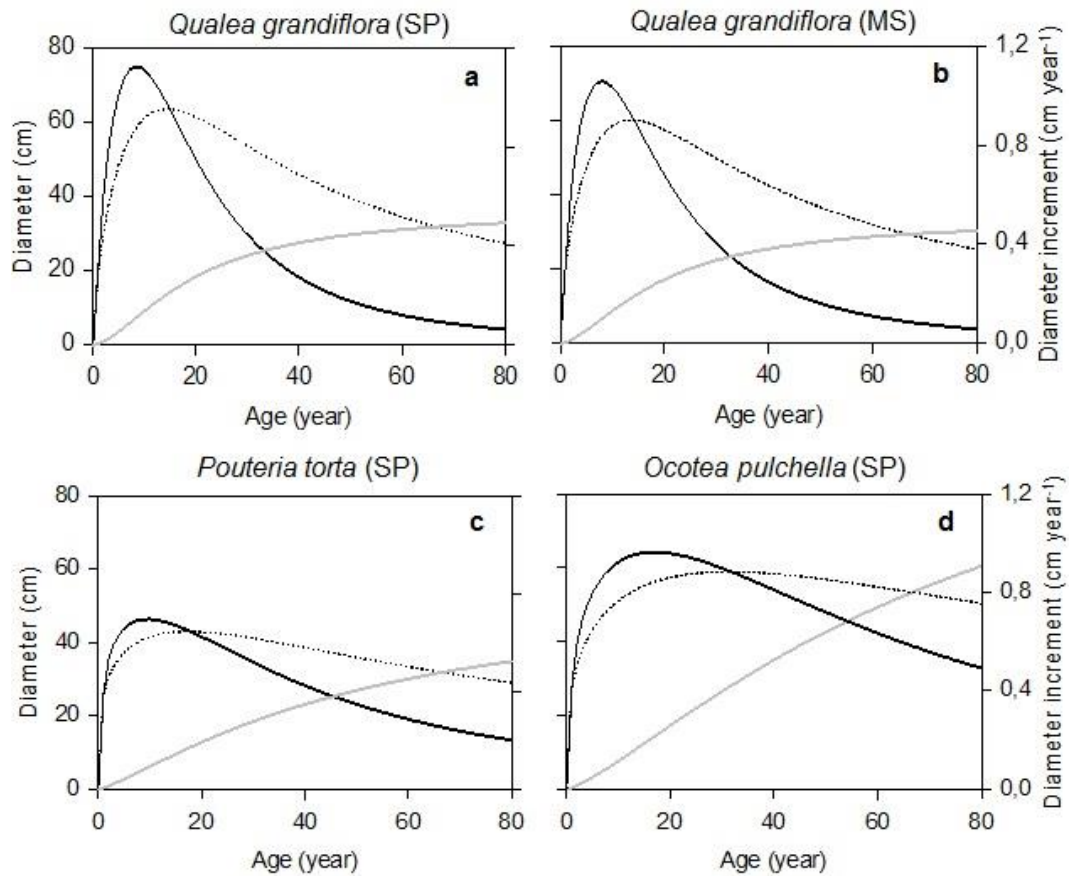 Qualea grandiflora (SP)
Qualea grandiflora (MS)
80
60
40
20
0
Diameter (cm)
a
0 20 40 60 80
Age (year)
b
1,2
0,8
0,4
0,0
Diameter increment (cm year-1)
0 20 40 60 80
Age (year)
Pouteria torta (SP)
Ocotea pulchella (SP)
80
60
40
20
0
Diameter (cm)
c
0 20 40 60 80
Age (year)
d
1,2
0,8
0,4
0,0
Diameter increment (cm year-1)
0 20 40 60 80
Age (year)